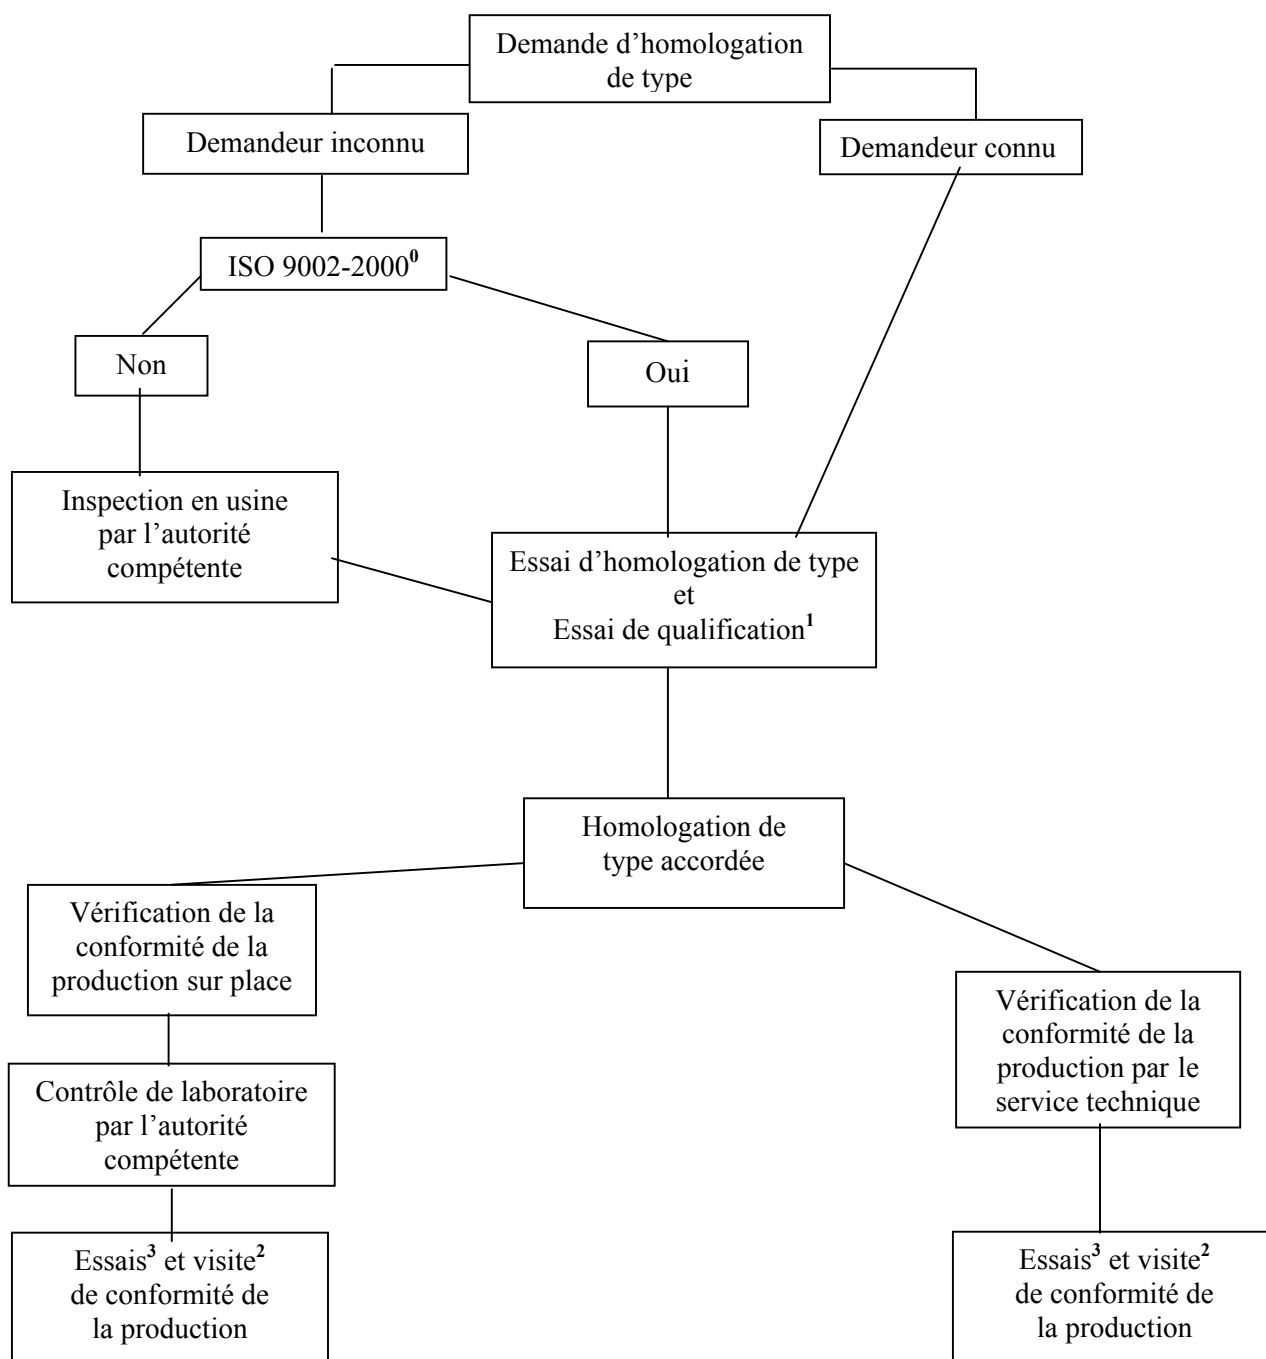 Demande d’homologation
de type
Demandeur inconnu
Demandeur connu
ISO 9002-2000⁰
Non
Oui
Inspection en usine
par l’autorité
compétente
Essai d’homologation de type
et
Essai de qualification¹
Homologation de
type accordée
Vérification de la
conformité de la
production sur place
Vérification de la
conformité de la
production par le
service technique
Contrôle de laboratoire
par l’autorité
compétente
Essais³ et visite²
de conformité de
la production
Essais³ et visite²
de conformité de
la production